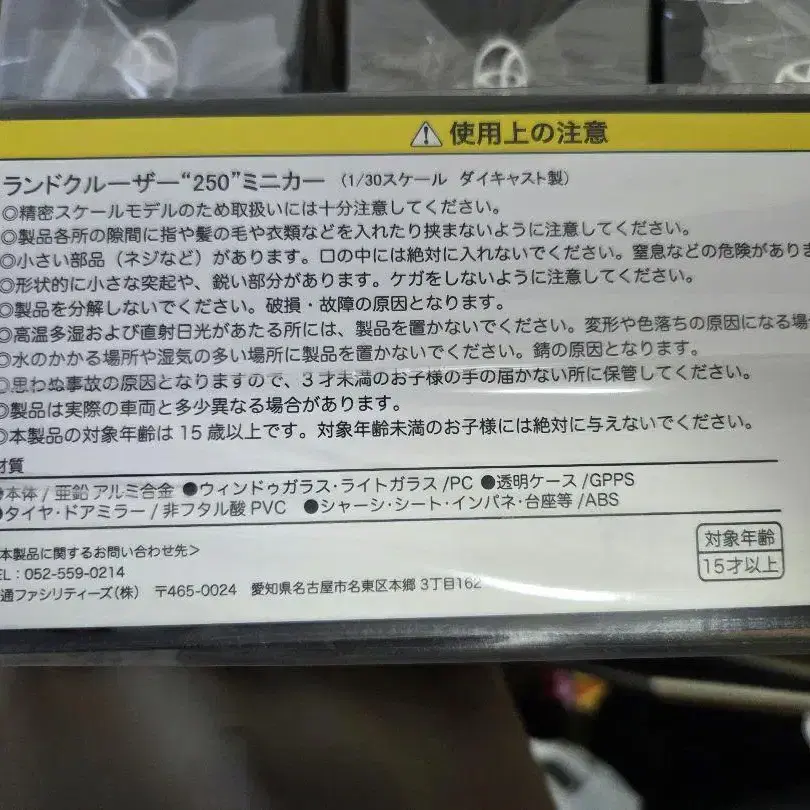 ⚠ 使用上の注意
ランドクルーザー“250”ミニカー (1/30スケール ダイキャスト製)
◎精密スケールモデルのため取扱いには十分注意してください。
◎製品各所の隙間に指や髪の毛や衣類などを入れたり挟まないように注意してください。
◎小さい部品（ネジなど）があります。口の中には絶対に入れないでください。窒息などの危険がありま
◎形状的に小さな突起や、鋭い部分があります。ケガをしないように注意してください。
◎製品を分解しないでください。破損・故障の原因となります。
◎高温多湿および直射日光があたる所には、製品を置かないでください。変形や色落ちの原因になる場合
◎水のかかる場所や湿気の多い場所に製品を置かないでください。錆の原因となります。
◎思わぬ事故の原因となりますので、3才未満のお子様の手の届かない所に保管してください。
◎製品は実際の車両と多少異なる場合があります。
◎本製品の対象年齢は15歳以上です。対象年齢未満のお子様には絶対に与えないでください。
材質
●本体/亜鉛アルミ合金 ●ウィンドゥガラス・ライトガラス/PC ●透明ケース/GPPS
●タイヤ・ドアミラー/非フタル酸PVC ●シャーシ・シート・インパネ・台座等/ABS
対象年齢
15才以上
本製品に関するお問い合わせ先＞
EL：052-559-0214
通ファシリティーズ(株) 〒465-0024 愛知県名古屋市名東区本郷3丁目162